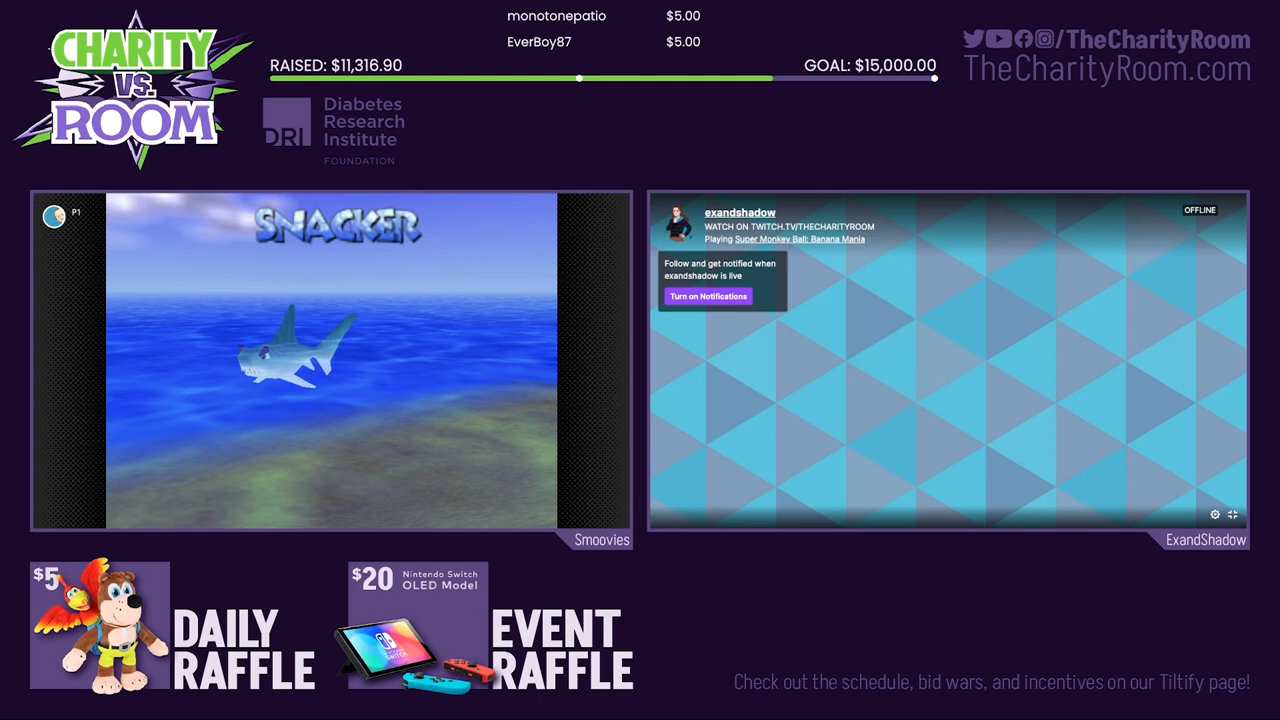 CHARITY
VS.
ROOM
monotonepatio $5.00
EverBoy87 $5.00
RAISED: $11,316.90
GOAL: $15,000.00
/TheCharityRoom
TheCharityRoom.com
DRI
Diabetes
Research
Institute
FOUNDATION
P1
SNACKER
exandshadow
WATCH ON TWITCH.TV/THECHARITYROOM
Playing Super Monkey Ball: Banana Mania
OFFLINE
Follow and get notified when
exandshadow is live
Turn on Notifications
Smoovies
ExandShadow
$5
DAILY
RAFFLE
$20
Nintendo Switch
OLED Model
EVENT
RAFFLE
Check out the schedule, bid wars, and incentives on our Tiltify page!